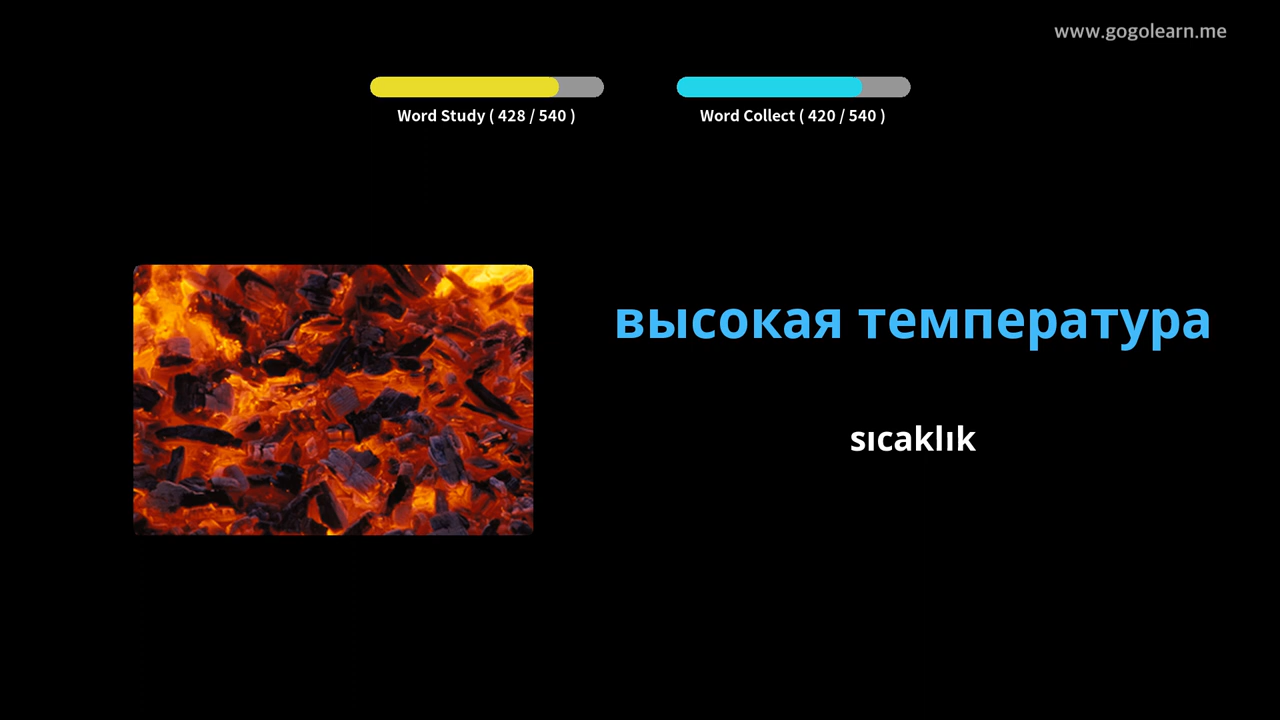 www.gogolearn.me
Word Study ( 428 / 540 )
Word Collect ( 420 / 540 )
высокая температура
sıcaklık